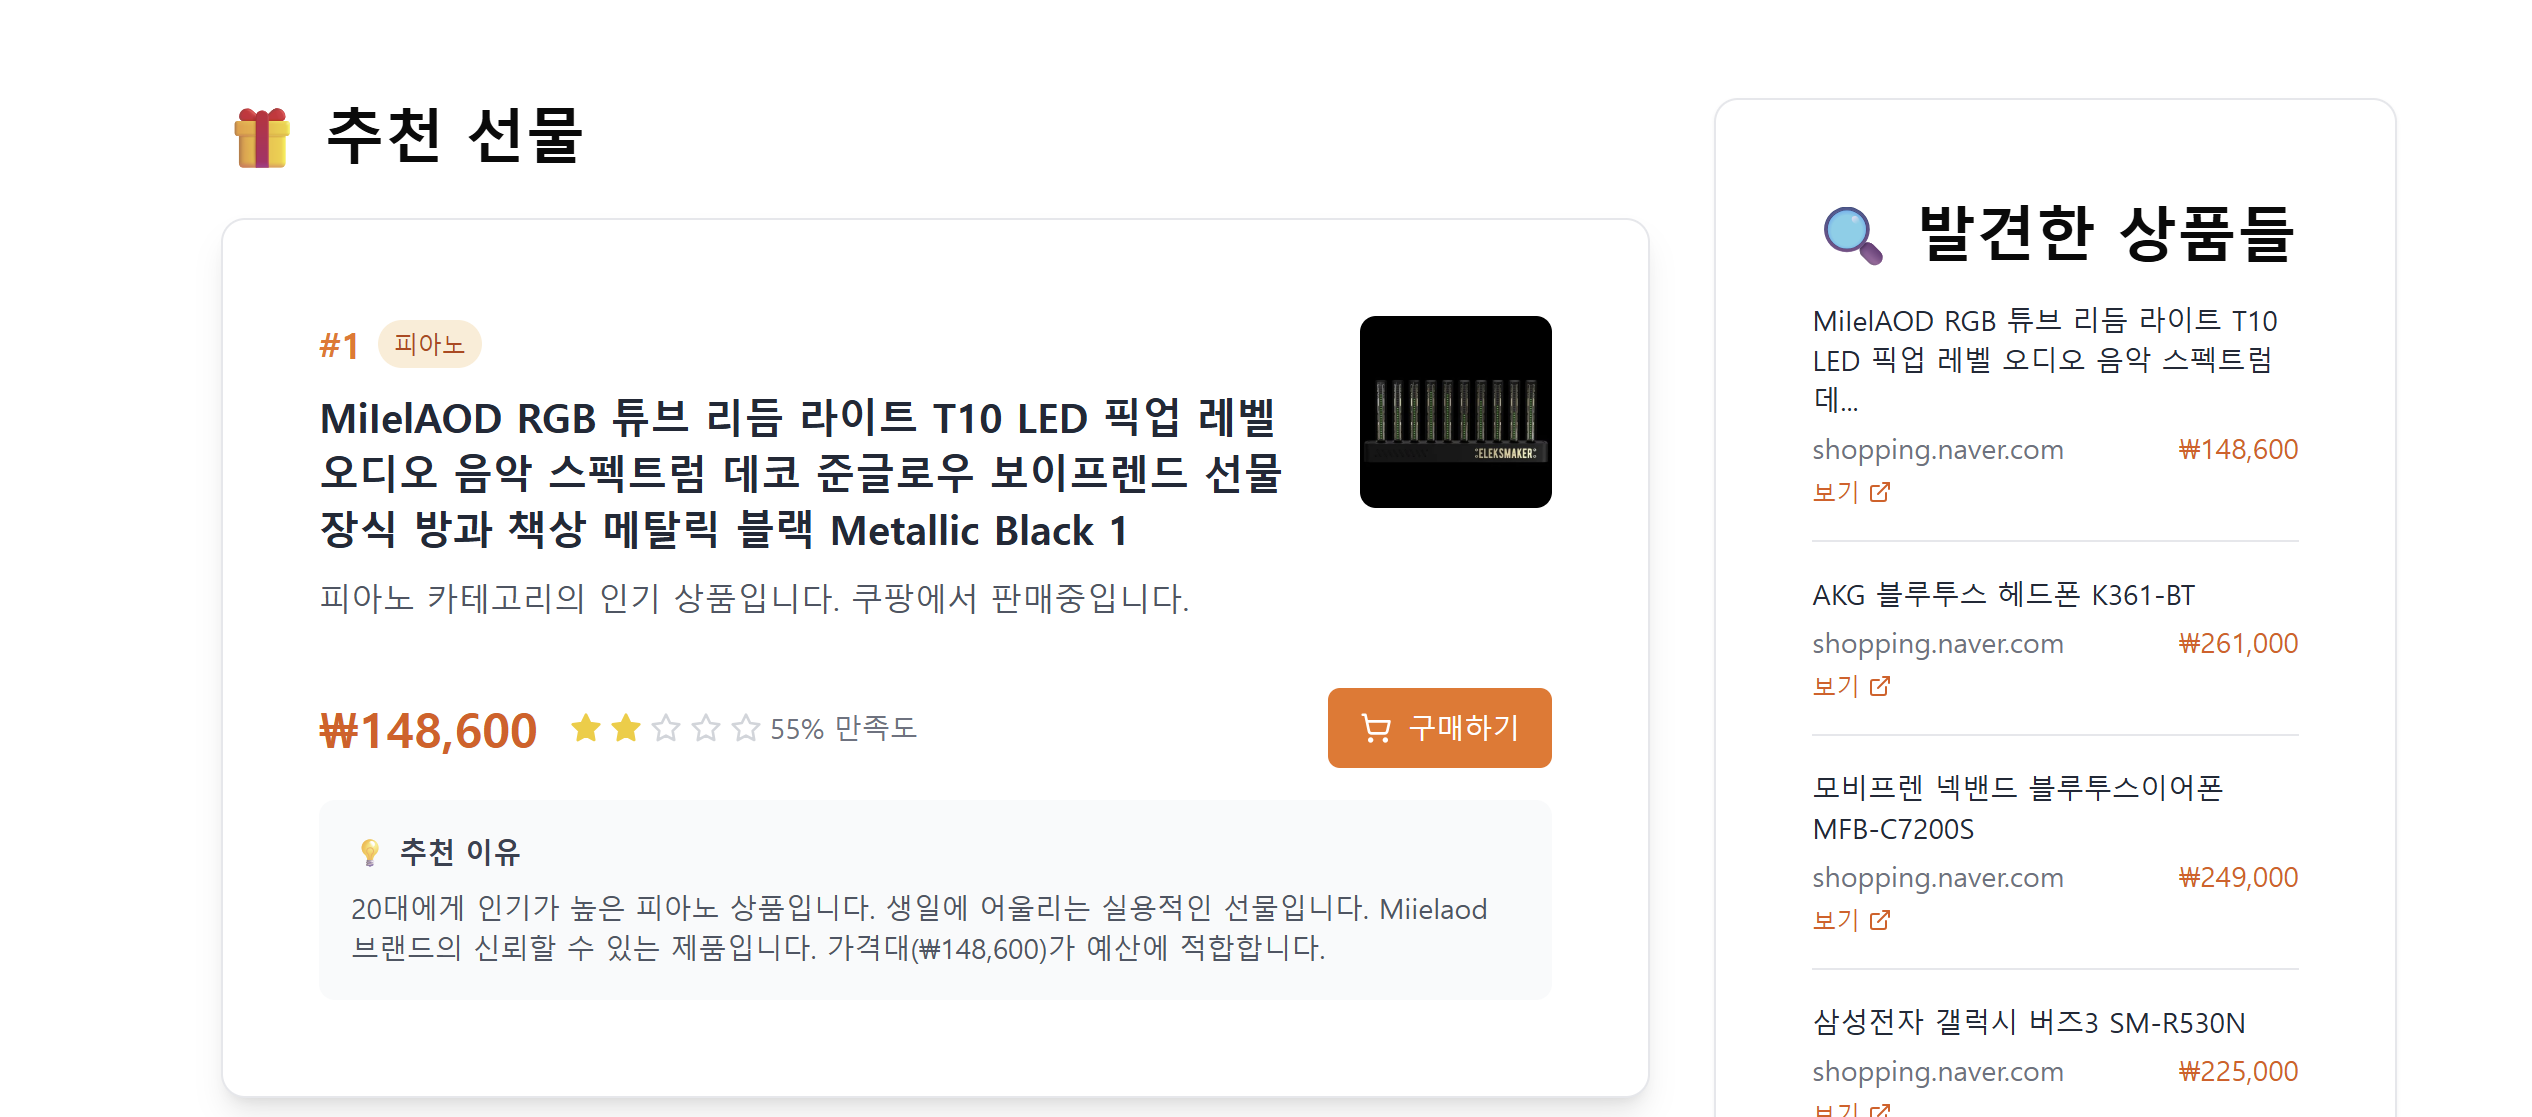 추천 선물
#1 피아노
MiIelAOD RGB 튜브 리듬 라이트 T10 LED 픽업 레벨
오디오 음악 스펙트럼 데코 준글로우 보이프렌드 선물
장식 방과 책상 메탈릭 블랙 Metallic Black 1
피아노 카테고리의 인기 상품입니다. 쿠팡에서 판매중입니다.
:ELEKSMAKER:
₩148,600 55% 만족도
구매하기
추천 이유
20대에게 인기가 높은 피아노 상품입니다. 생일에 어울리는 실용적인 선물입니다. Miielaod
브랜드의 신뢰할 수 있는 제품입니다. 가격대(₩148,600)가 예산에 적합합니다.
발견한 상품들
MiIelAOD RGB 튜브 리듬 라이트 T10
LED 픽업 레벨 오디오 음악 스펙트럼
데...
shopping.naver.com ₩148,600
보기
AKG 블루투스 헤드폰 K361-BT
shopping.naver.com ₩261,000
보기
모비프렌 넥밴드 블루투스이어폰
MFB-C7200S
shopping.naver.com ₩249,000
보기
삼성전자 갤럭시 버즈3 SM-R530N
shopping.naver.com ₩225,000
보기